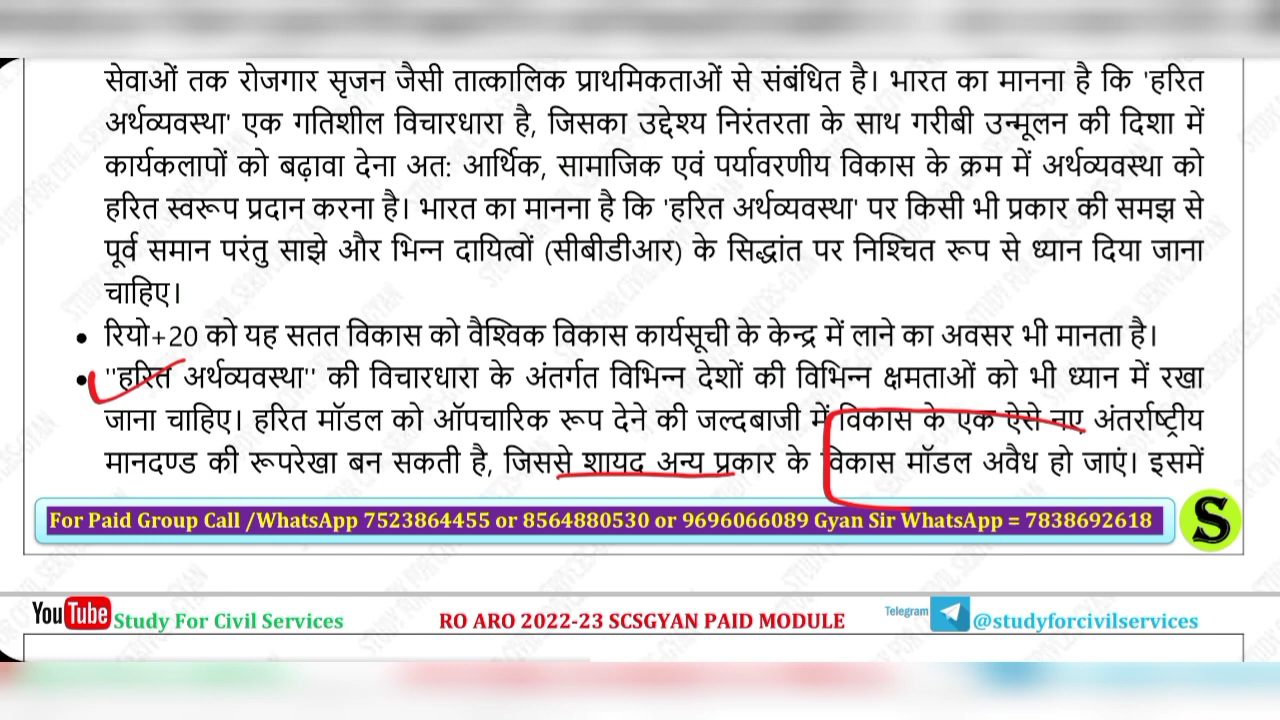 सेवाओं तक रोजगार सृजन जैसी तात्कालिक प्राथमिकताओं से संबंधित है। भारत का मानना है कि 'हरित
अर्थव्यवस्था' एक गतिशील विचारधारा है, जिसका उद्देश्य निरंतरता के साथ गरीबी उन्मूलन की दिशा में
कार्यकलापों को बढ़ावा देना अत: आर्थिक, सामाजिक एवं पर्यावरणीय विकास के क्रम में अर्थव्यवस्था को
हरित स्वरूप प्रदान करना है। भारत का मानना है कि 'हरित अर्थव्यवस्था' पर किसी भी प्रकार की समझ से
पूर्व समान परंतु साझे और भिन्न दायित्वों (सीबीडीआर) के सिद्धांत पर निश्चित रूप से ध्यान दिया जाना
चाहिए।
• रियो+20 को यह सतत विकास को वैश्विक विकास कार्यसूची के केन्द्र में लाने का अवसर भी मानता है।
• ''हरित अर्थव्यवस्था'' की विचारधारा के अंतर्गत विभिन्न देशों की विभिन्न क्षमताओं को भी ध्यान में रखा
जाना चाहिए। हरित मॉडल को ऑपचारिक रूप देने की जल्दबाजी में विकास के एक ऐसे नए अंतर्राष्ट्रीय
मानदण्ड की रूपरेखा बन सकती है, जिससे शायद अन्य प्रकार के विकास मॉडल अवैध हो जाएं। इसमें
For Paid Group Call /WhatsApp 7523864455 or 8564880530 or 9696066089 Gyan Sir WhatsApp = 7838692618
S
YouTube Study For Civil Services RO ARO 2022-23 SCSGYAN PAID MODULE Telegram @studyforcivilservices